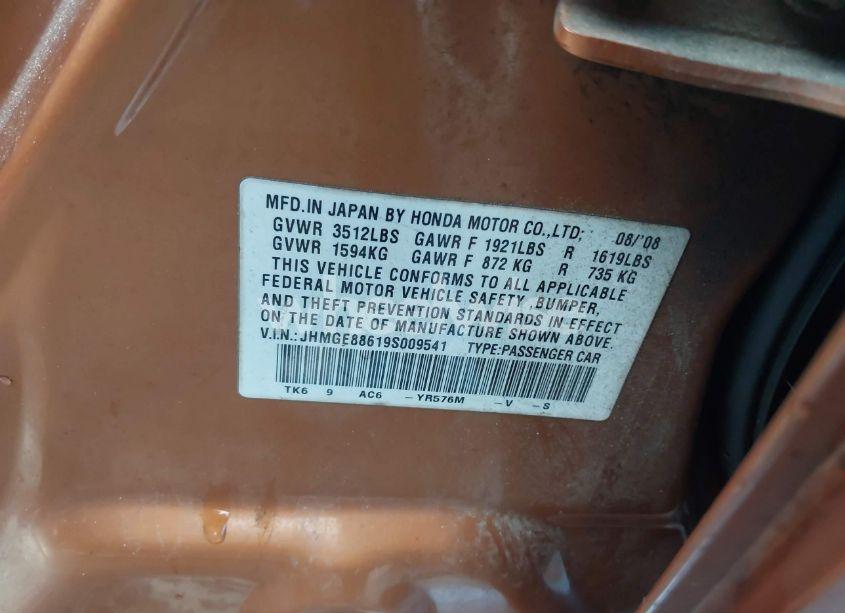 MFD.IN JAPAN BY HONDA MOTOR CO.,LTD; 08/'08
GVWR 3512LBS GAWR F 1921LBS R 1619LBS
GVWR 1594KG GAWR F 872 KG R 735 KG
THIS VEHICLE CONFORMS TO ALL APPLICABLE
FEDERAL MOTOR VEHICLE SAFETY, BUMPER,
AND THEFT PREVENTION STANDARDS IN EFFECT
ON THE DATE OF MANUFACTURE SHOWN ABOVE.
V.I.N.: JHMGE88619S009541 TYPE:PASSENGER CAR
TK6 9 AC6 -YR576M -V -S